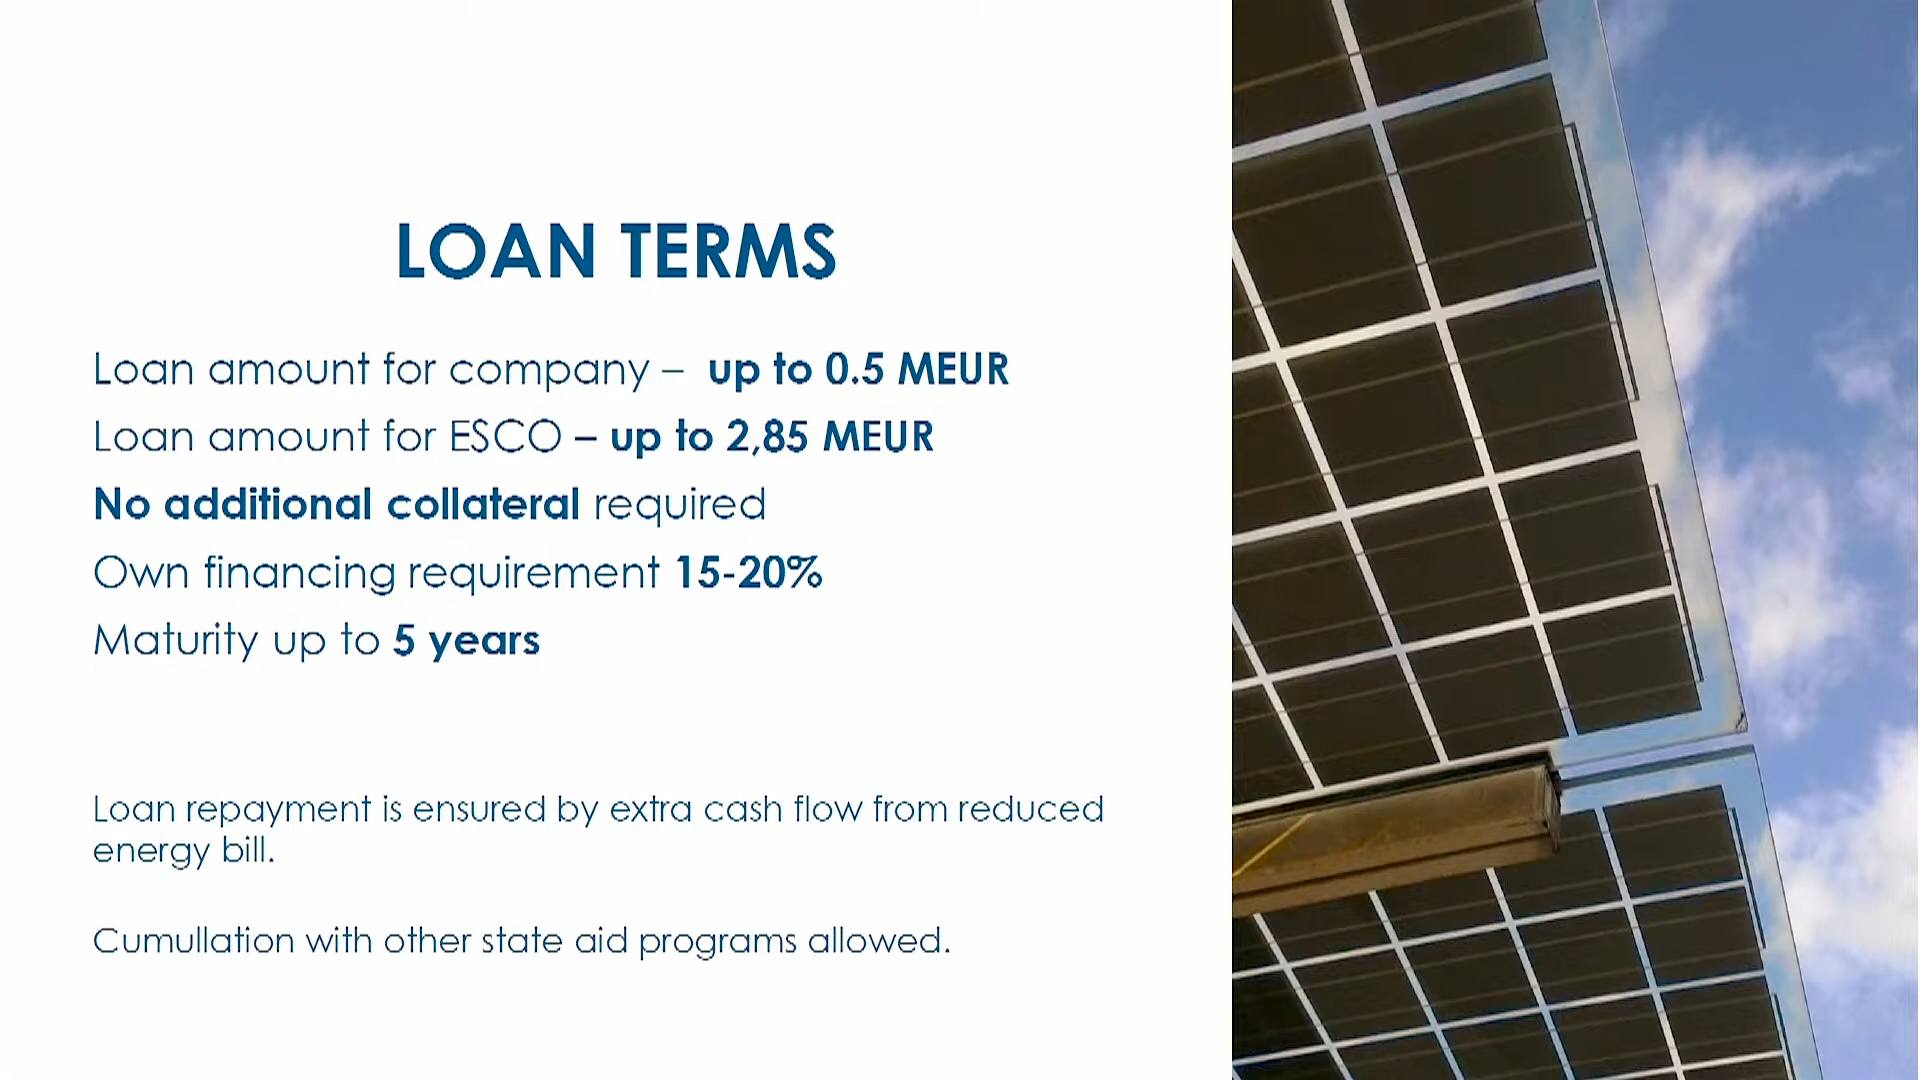 LOAN TERMS
Loan amount for company – up to 0.5 MEUR
Loan amount for ESCO – up to 2,85 MEUR
No additional collateral required
Own financing requirement 15-20%
Maturity up to 5 years
Loan repayment is ensured by extra cash flow from reduced
energy bill.
Cumullation with other state aid programs allowed.